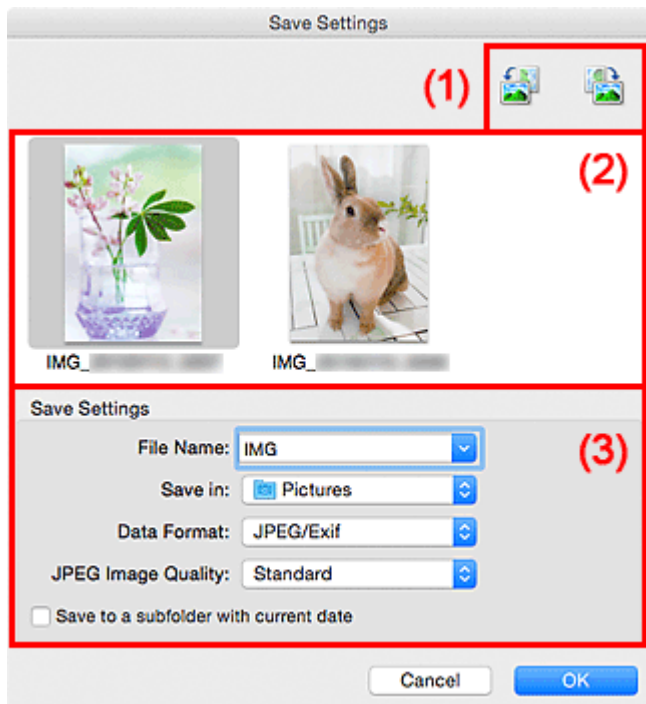 Save Settings
(1)
(2)
IMG_
IMG_
Save Settings
(3)
File Name: IMG
Save in: Pictures
Data Format: JPEG/Exif
JPEG Image Quality: Standard
Save to a subfolder with current date
Cancel OK